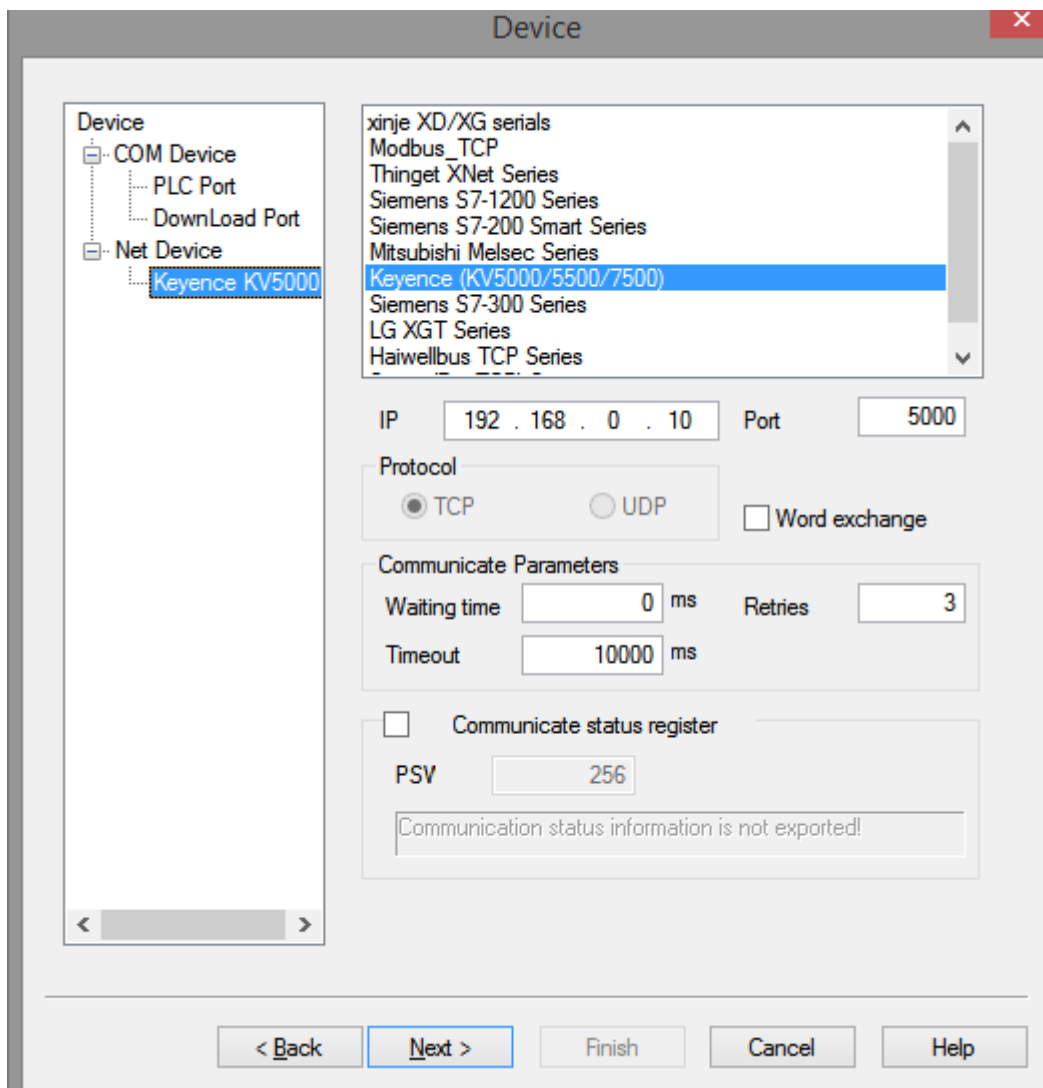 Device
Device
COM Device
PLC Port
DownLoad Port
Net Device
Keyence KV5000
xinje XD/XG serials
Modbus_TCP
Thinget XNet Series
Siemens S7-1200 Series
Siemens S7-200 Smart Series
Mitsubishi Melsec Series
Keyence (KV5000/5500/7500)
Siemens S7-300 Series
LG XGT Series
Haiwellbus TCP Series
IP 192 . 168 . 0 . 10 Port 5000
Protocol
TCP UDP
Word exchange
Communicate Parameters
Waiting time 0 ms Retries 3
Timeout 10000 ms
Communicate status register
PSV 256
Communication status information is not exported!
< Back Next > Finish Cancel Help